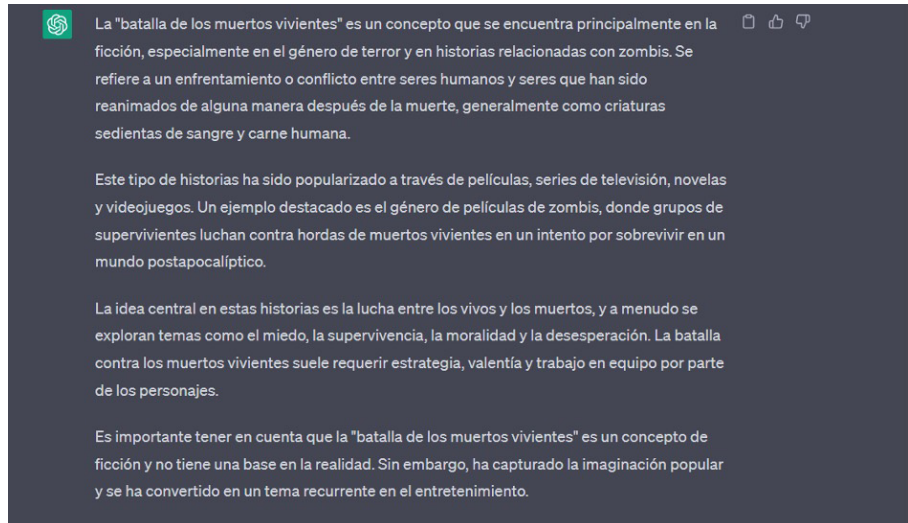 La "batalla de los muertos vivientes" es un concepto que se encuentra principalmente en la
ficción, especialmente en el género de terror y en historias relacionadas con zombis. Se
refiere a un enfrentamiento o conflicto entre seres humanos y seres que han sido
reanimados de alguna manera después de la muerte, generalmente como criaturas
sedientas de sangre y carne humana.
Este tipo de historias ha sido popularizado a través de películas, series de televisión, novelas
y videojuegos. Un ejemplo destacado es el género de películas de zombis, donde grupos de
supervivientes luchan contra hordas de muertos vivientes en un intento por sobrevivir en un
mundo postapocalíptico.
La idea central en estas historias es la lucha entre los vivos y los muertos, y a menudo se
exploran temas como el miedo, la supervivencia, la moralidad y la desesperación. La batalla
contra los muertos vivientes suele requerir estrategia, valentía y trabajo en equipo por parte
de los personajes.
Es importante tener en cuenta que la "batalla de los muertos vivientes" es un concepto de
ficción y no tiene una base en la realidad. Sin embargo, ha capturado la imaginación popular
y se ha convertido en un tema recurrente en el entretenimiento.